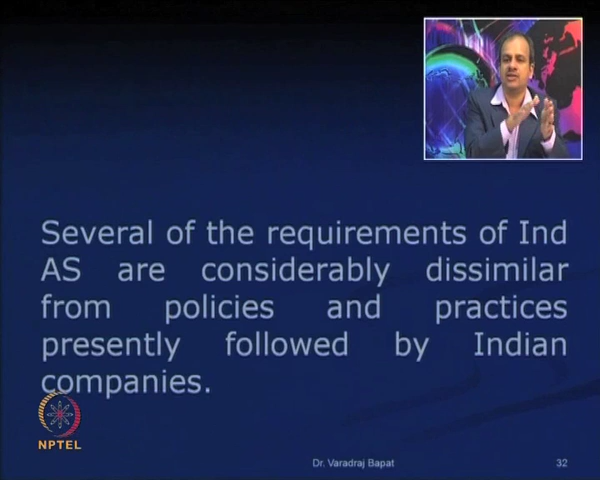 Several of the requirements of Ind
AS are considerably dissimilar
from policies and practices
presently followed by Indian
companies.
NPTEL
Dr. Varadraj Bapat
32